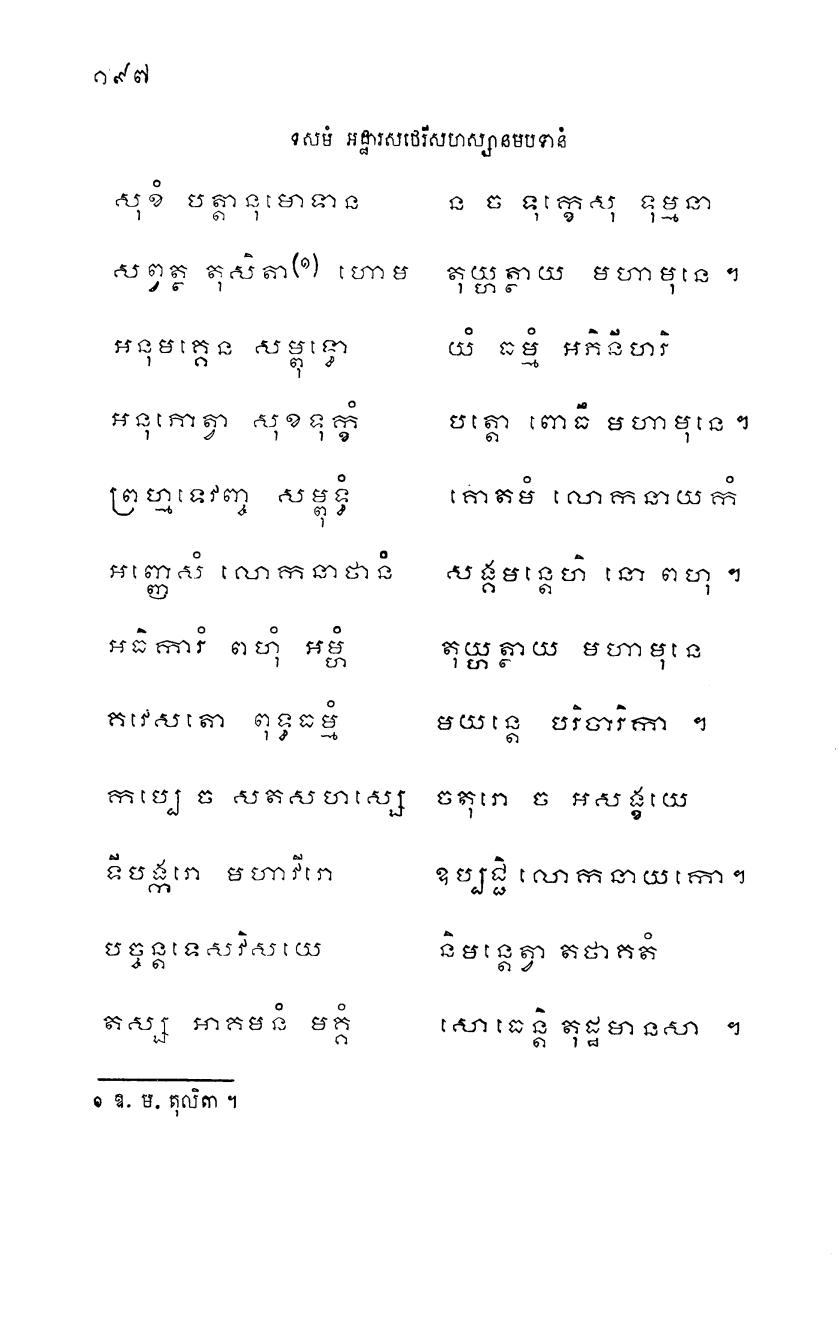 ១៩៧
ទសមំ អដ្ឋារសថេរីសហស្សានមបទានំ
សុខំ បត្តានុមោទាន ន ច ទុក្ខេសុ ទុម្មនា
សព្វត្ថ តុសិតា(១) ហោម តុយ្ហត្ថាយ មហាមុនេ ។
អនុមគ្គេន សម្ពុទ្ធោ យំ ធម្មំ អភិនីហរិ
អនុភោត្វា សុខទុក្ខំ បត្តោ ពោធឹ មហាមុនេ ។
ព្រហ្មទេវញ្ច សម្ពុទ្ធំ គោតមំ លោកនាយកំ
អញ្ញេសំ លោកនាថានំ សង្គមន្តេហិ នោ ពហុ ។
អធិការំ ពហុំ អម្ហំ តុយ្ហត្ថាយ មហាមុនេ
គវេសតោ ពុទ្ធធម្មំ មយន្តេ បរិចារិកា ។
កប្បេ ច សតសហស្សេ ចតុរោ ច អសង្ខយេ
ទីបង្ករោ មហាវីរោ ឧប្បជ្ជិ លោកនាយកោ ។
បច្ចន្តទេសវិសយេ និមន្តេត្វា តថាគតំ
តស្ស អាគមនំ មគ្គំ សោធេន្តិ តុដ្ឋមានសា ។
១ ឱ. ម. តុលិតា ។